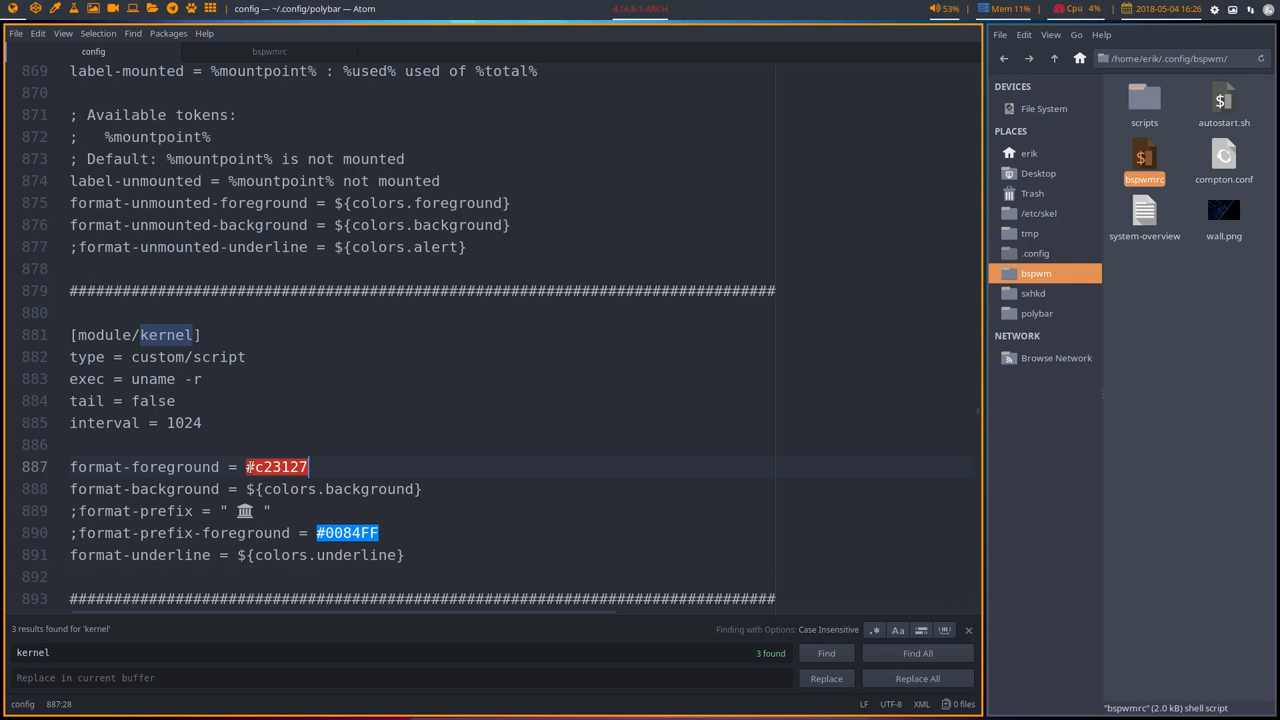 config — ~/.config/polybar — Atom
4.16.6-1-ARCH
53%
Mem 11%
Cpu 4%
2018-05-04 16:26
File Edit View Selection Find Packages Help
config
bspwmrc
869 label-mounted = %mountpoint% : %used% used of %total%
870
871 ; Available tokens:
872 ;   %mountpoint%
873 ; Default: %mountpoint% is not mounted
874 label-unmounted = %mountpoint% not mounted
875 format-unmounted-foreground = ${colors.foreground}
876 format-unmounted-background = ${colors.background}
877 ;format-unmounted-underline = ${colors.alert}
878
879 ################################################################################
880
881 [module/kernel]
882 type = custom/script
883 exec = uname -r
884 tail = false
885 interval = 1024
886
887 format-foreground = #c23127
888 format-background = ${colors.background}
889 ;format-prefix = " 🏛 "
890 ;format-prefix-foreground = #0084FF
891 format-underline = ${colors.underline}
892
893 ################################################################################
3 results found for 'kernel'
Finding with Options: Case Insensitive
.*
Aa
kernel
3 found
Find
Find All
Replace in current buffer
Replace
Replace All
config 887:28
LF UTF-8 XML 0 files
File Edit View Go Help
/home/erik/.config/bspwm/
DEVICES
File System
PLACES
erik
Desktop
Trash
/etc/skel
tmp
.config
bspwm
sxhkd
polybar
NETWORK
Browse Network
scripts
autostart.sh
bspwmrc
compton.conf
system-overview
wall.png
"bspwmrc" (2.0 kB) shell script